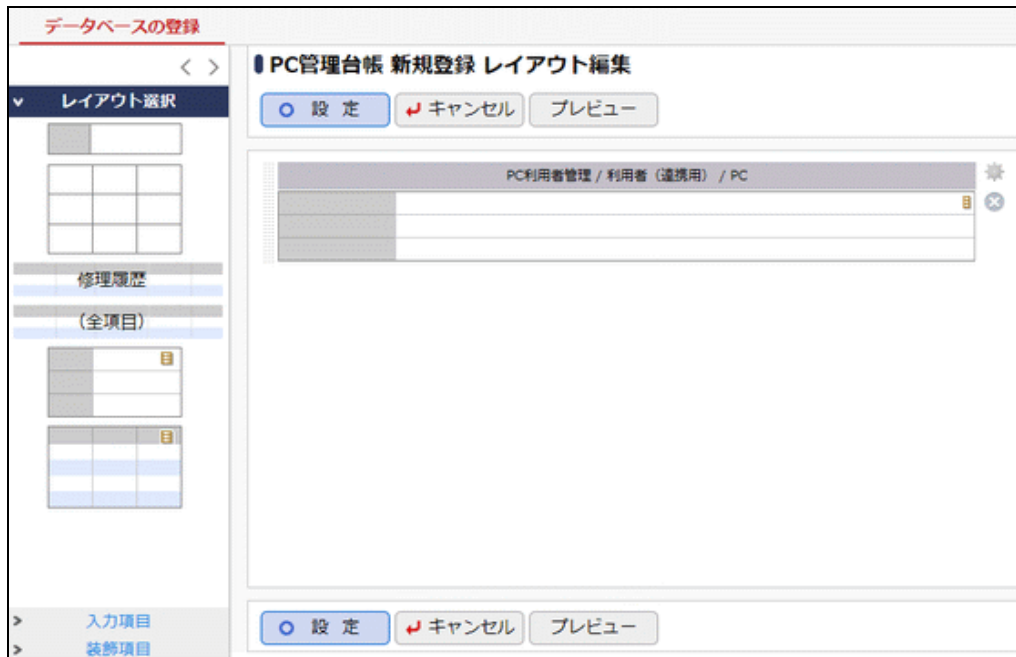 データベースの登録
PC管理台帳 新規登録 レイアウト編集
レイアウト選択
設 定
キャンセル
プレビュー
PC利用者管理 / 利用者（連携用） / PC
修理履歴
（全項目）
入力項目
装飾項目
設 定
キャンセル
プレビュー